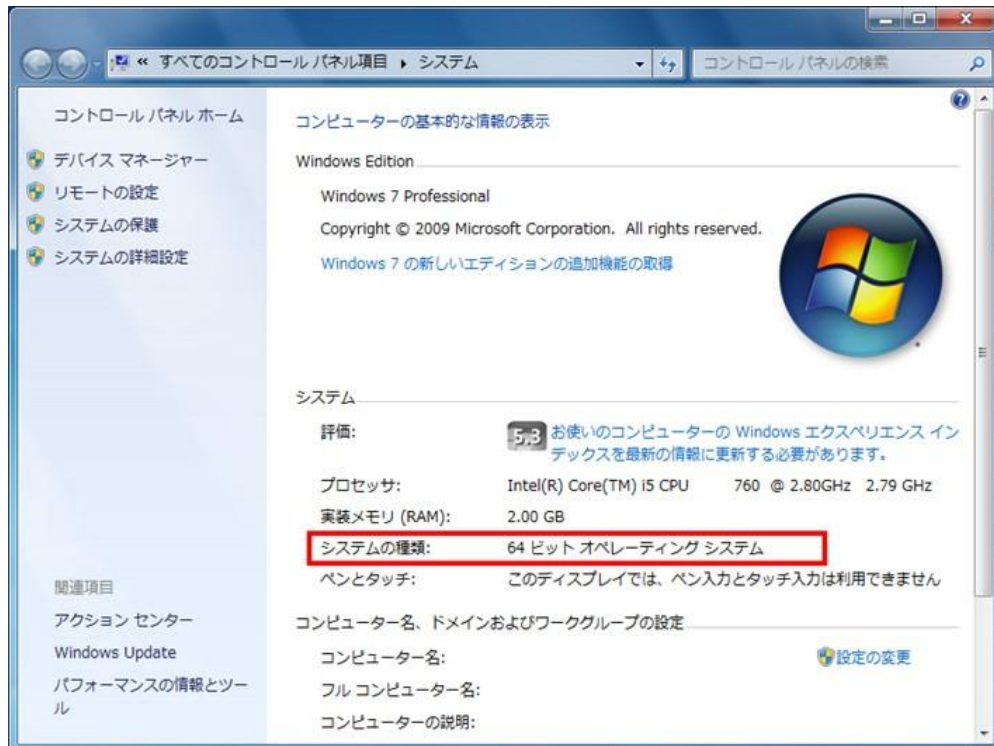 « すべてのコントロール パネル項目 ▸ システム
コントロール パネルの検索
コントロール パネル ホーム
デバイス マネージャー
リモートの設定
システムの保護
システムの詳細設定
関連項目
アクション センター
Windows Update
パフォーマンスの情報とツー
ル
コンピューターの基本的な情報の表示
Windows Edition
Windows 7 Professional
Copyright © 2009 Microsoft Corporation. All rights reserved.
Windows 7 の新しいエディションの追加機能の取得
システム
評価: 5.3 お使いのコンピューターの Windows エクスペリエンス イン
デックスを最新の情報に更新する必要があります。
プロセッサ: Intel(R) Core(TM) i5 CPU 760 @ 2.80GHz 2.79 GHz
実装メモリ (RAM): 2.00 GB
システムの種類: 64 ビット オペレーティング システム
ペンとタッチ: このディスプレイでは、ペン入力とタッチ入力は利用できません
コンピューター名、ドメインおよびワークグループの設定
コンピューター名: 設定の変更
フル コンピューター名:
コンピューターの説明: